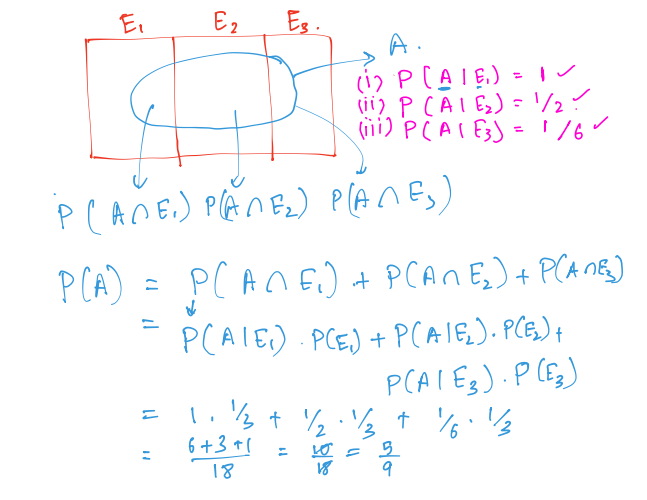 E₁ E₂ E₃.
A.
(i) P(A|E₁) = 1 ✓
(ii) P(A|E₂) = 1/2 ✓
(iii) P(A|E₃) = 1/6 ✓
P(A∩E₁) P(A∩E₂) P(A∩E₃)
P(A) = P(A∩E₁) + P(A∩E₂) + P(A∩E₃)
= P(A|E₁) . P(E₁) + P(A|E₂) . P(E₂) +
P(A|E₃) . P(E₃)
= 1 . 1/3 + 1/2 . 1/3 + 1/6 . 1/3
= 6+3+1/18 = 10/18 = 5/9